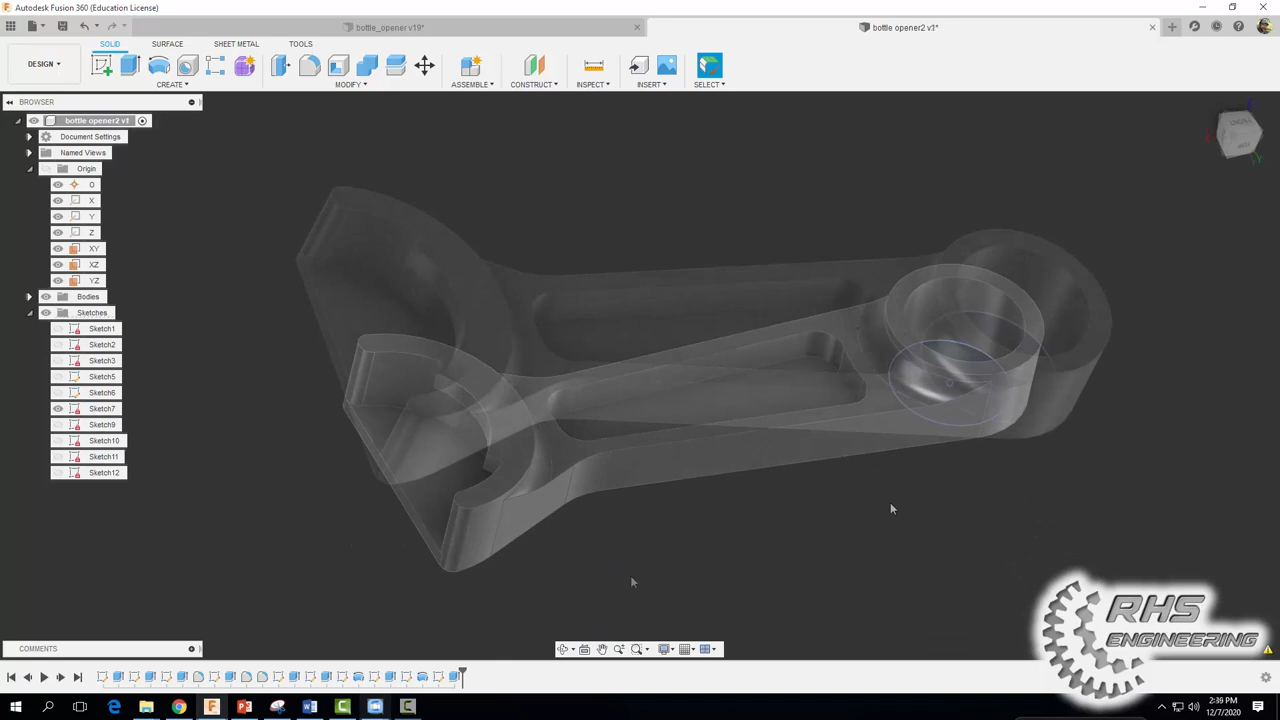 Autodesk Fusion 360 (Education License)
bottle_opener v19*
bottle opener2 v1*
SOLID
SURFACE
SHEET METAL
TOOLS
DESIGN
CREATE
MODIFY
ASSEMBLE
CONSTRUCT
INSPECT
INSERT
SELECT
BROWSER
bottle opener2 v1
Document Settings
Named Views
Origin
O
X
Y
Z
XY
XZ
YZ
Bodies
Sketches
Sketch1
Sketch2
Sketch3
Sketch5
Sketch6
Sketch7
Sketch9
Sketch10
Sketch11
Sketch12
COMMENTS
RHS
ENGINEERING
2:39 PM
12/7/2020